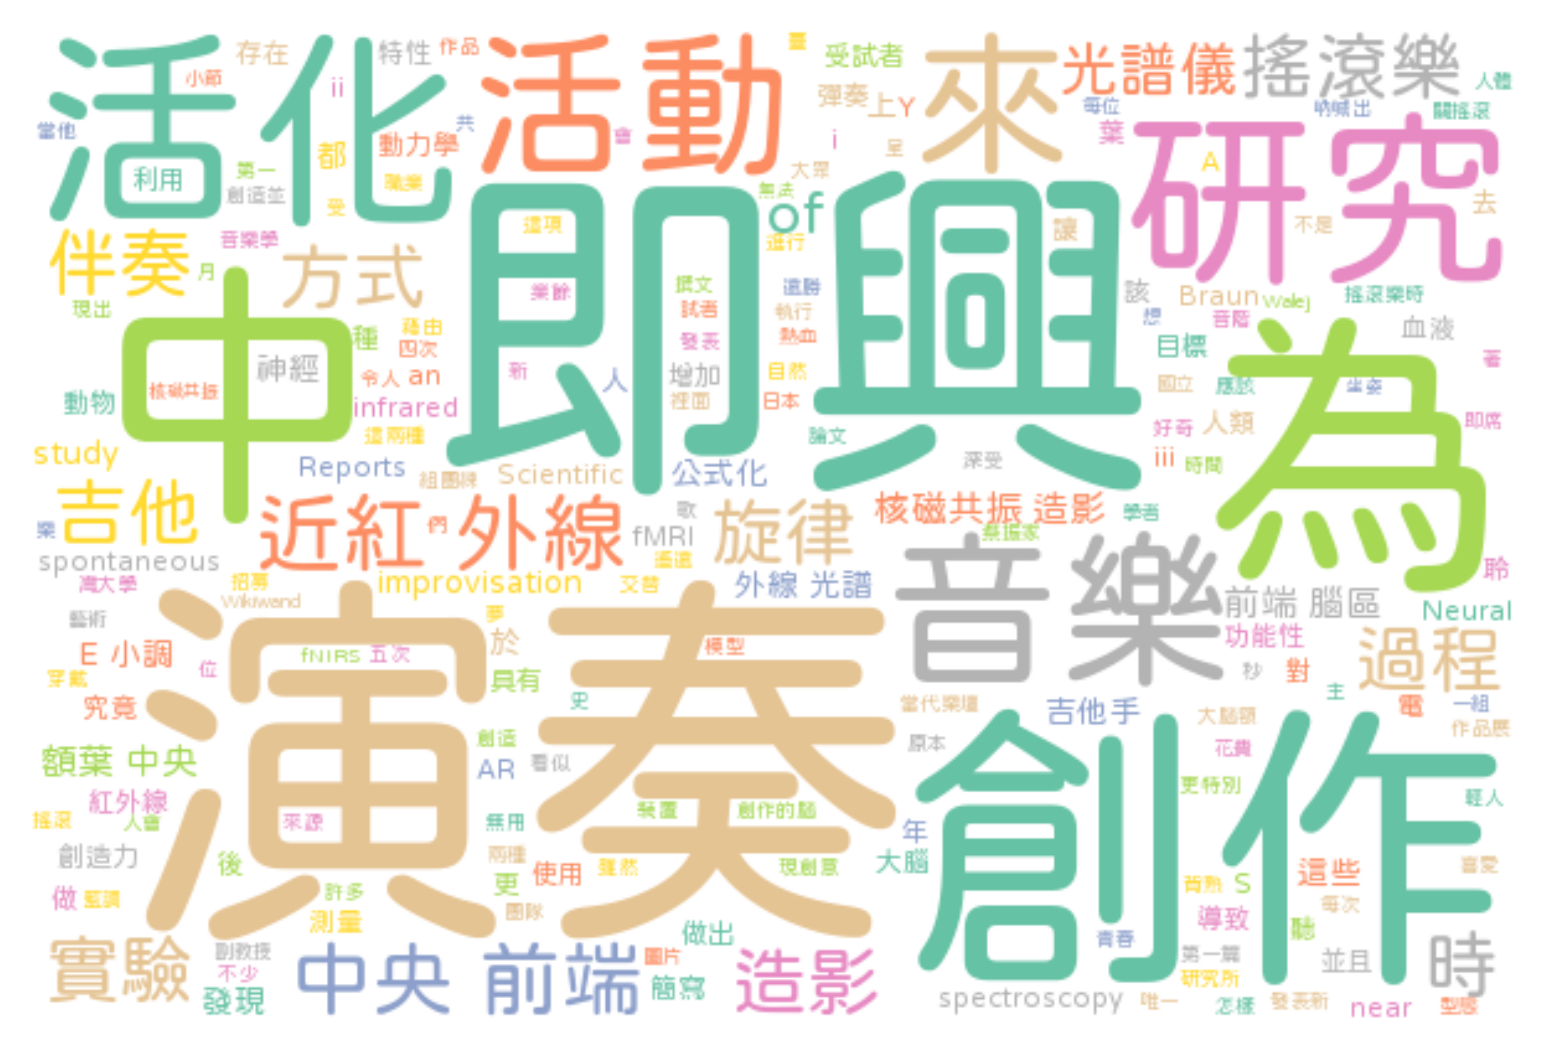 活化
存在
特性
作品
小節
ii
活動
臺
受試者
來
光譜儀
搖滾樂
人體
彈奏
上
Y
每位
吶喊出
關搖滾
當他
共
動力學
會
i
葉
研究
利用
第一
都
職業
創造並
受
呈
大眾
無法
A
of
即興
這項
讓
不是
去
伴奏
音樂學
月
方式
進行
現出
中
樂餘
撰文
遠勝
該
Braun
Walej
搖滾樂時
試者
執行
想
音階
血液
種
藉由
四次
發表
熱血
目標
為
神經
著
核磁共振
令人
an
新
人
增加
自然
國立
應該
坐姿
動物
infrared
裡面
日本
好奇
人類
即席
這兩種
論文
study
Reports
組團練
Scientific
公式化
深受
iii
時間
吉他
近紅
們
外線
歌
旋律
核磁共振
造影
學者
樂
fMRI
蔡振家
spontaneous
遙遠
音樂
聆
灣大學
招募
improvisation
交替
外線
光譜
Wikiwand
前端
腦區
藝術
演奏
夢
Neural
於
功能性
E
小調
fNIRS
五次
模型
過程
穿戴
位
具有
秒
對
究竟
史
主
當代樂壇
吉他手
電
一組
大腦額
作品展
額葉
中央
創造
原本
創作
花費
AR
看似
紅外線
更特別
輕人
搖滾
人會
來源
無用
裝置
創作的腦
年
創造力
後
兩種
使用
雖然
現創意
大腦
這些
喜愛
更
背熟
S
做
藍調
許多
團隊
每次
測量
導致
聽
做出
青春
實驗
副教授
中央
前端
圖片
造影
第一篇
並且
時
不少
簡寫
研究所
發現
spectroscopy
唯一
怎樣
發表新
near
型態